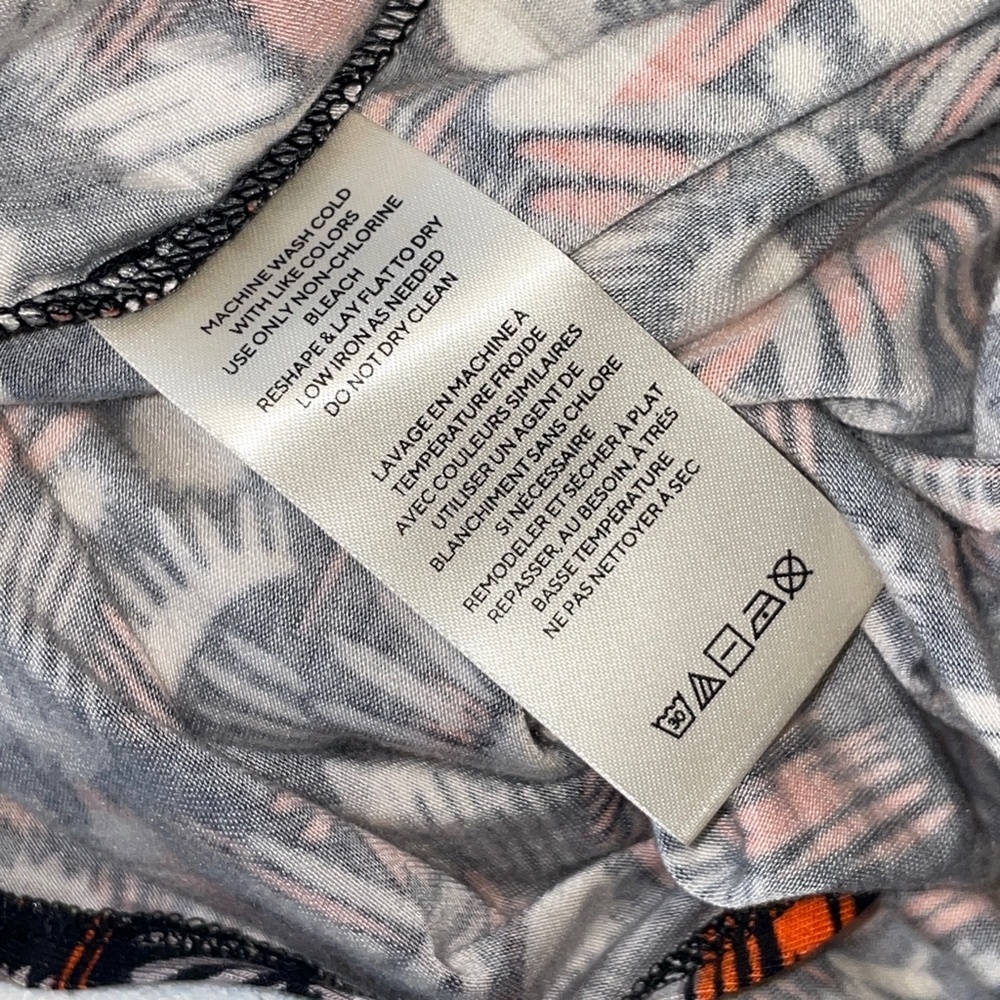 MACHINE WASH COLD
WITH LIKE COLORS
USE ONLY NON-CHLORINE
BLEACH
RESHAPE & LAY FLAT TO DRY
LOW IRON AS NEEDED
DO NOT DRY CLEAN
LAVAGE EN MACHINE À
TEMPERATURE FROIDE
AVEC COULEURS SIMILAIRES
UTILISER UN AGENT DE
BLANCHIMENT SANS CHLORE
SI NÉCESSAIRE
REMODELER ET SÉCHER À PLAT
REPASSER, AU BESOIN, À TRÉS
BASSE TEMPÉRATURE
NE PAS NETTOYER À SEC
30